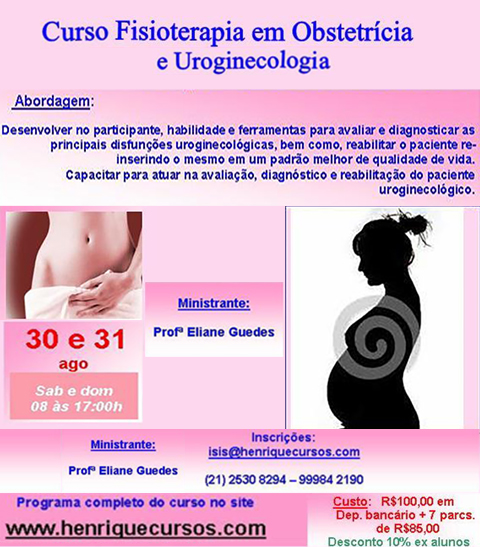 Curso Fisioterapia em Obstetrícia
e Uroginecologia
Abordagem:
Desenvolver no participante, habilidade e ferramentas para avaliar e diagnosticar as
principais disfunções uroginecológicas, bem como, reabilitar o paciente re-
inserindo o mesmo em um padrão melhor de qualidade de vida.
Capacitar para atuar na avaliação, diagnóstico e reabilitação do paciente
uroginecológico.
Ministrante:
Profª Eliane Guedes
30 e 31
ago
Sab e dom
08 às 17:00h
Ministrante:
Profª Eliane Guedes
Inscrições:
isis@henriquecursos.com
(21) 2530 8294 – 99984 2190
Programa completo do curso no site
www.henriquecursos.com
Custo: R$100,00 em
Dep. bancário + 7 parcs.
de R$85,00
Desconto 10% ex alunos